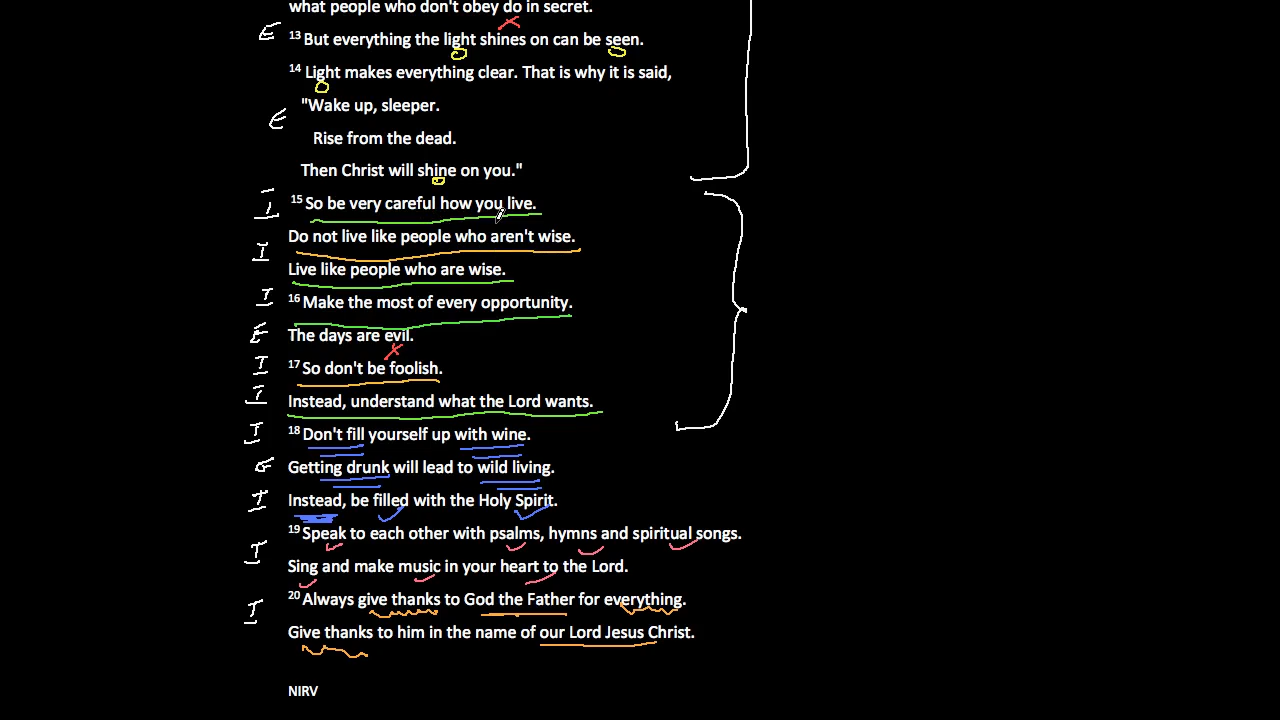 what people who don't obey do in secret.
E 13 But everything the light shines on can be seen.
14 Light makes everything clear. That is why it is said,
"Wake up, sleeper.
E Rise from the dead.
Then Christ will shine on you."
I 15 So be very careful how you live.
I Do not live like people who aren't wise.
Live like people who are wise.
I 16 Make the most of every opportunity.
E The days are evil.
I 17 So don't be foolish.
I Instead, understand what the Lord wants.
I 18 Don't fill yourself up with wine.
E Getting drunk will lead to wild living.
I Instead, be filled with the Holy Spirit.
I 19 Speak to each other with psalms, hymns and spiritual songs.
Sing and make music in your heart to the Lord.
I 20 Always give thanks to God the Father for everything.
Give thanks to him in the name of our Lord Jesus Christ.
NIRV